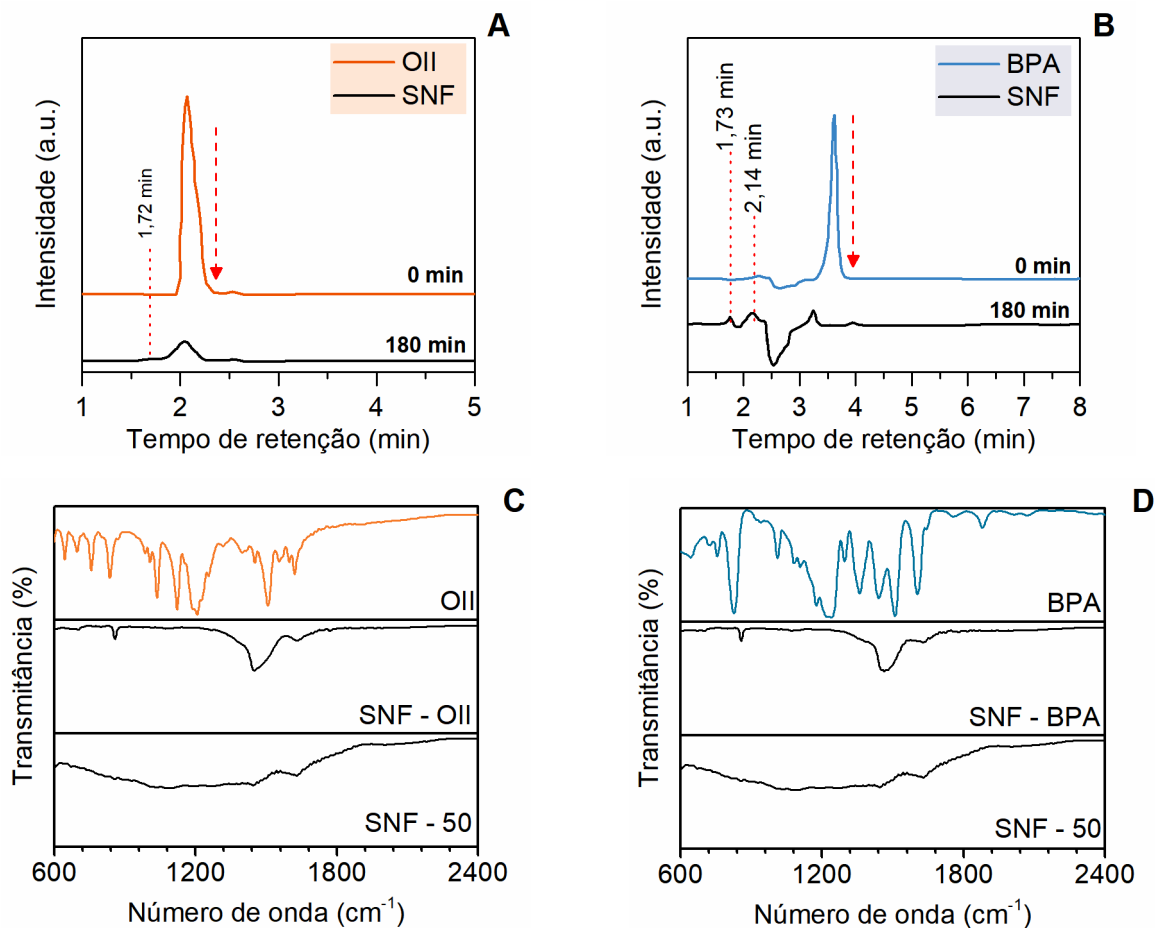 A
OII
SNF
1,72 min
0 min
180 min
Intensidade (a.u.)
1 2 3 4 5
Tempo de retenção (min)
B
BPA
SNF
1,73 min
2,14 min
0 min
180 min
Intensidade (a.u.)
1 2 3 4 5 6 7 8
Tempo de retenção (min)
C
OII
SNF - OII
SNF - 50
Transmitância (%)
600 1200 1800 2400
Número de onda (cm⁻¹)
D
BPA
SNF - BPA
SNF - 50
Transmitância (%)
600 1200 1800 2400
Número de onda (cm⁻¹)